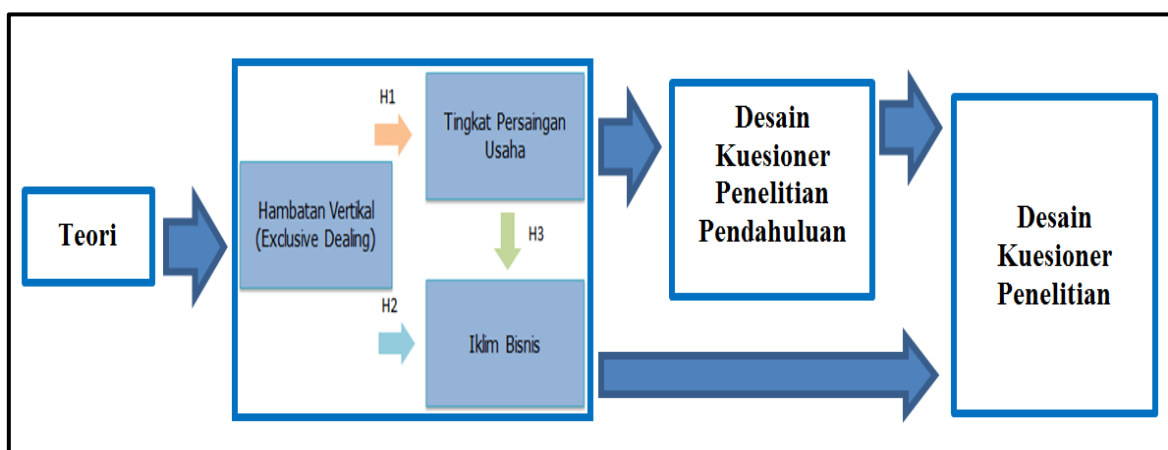 Teori
Hambatan Vertikal
(Exclusive Dealing)
H1
H2
Tingkat Persaingan
Usaha
H3
Iklim Bisnis
Desain
Kuesioner
Penelitian
Pendahuluan
Desain
Kuesioner
Penelitian